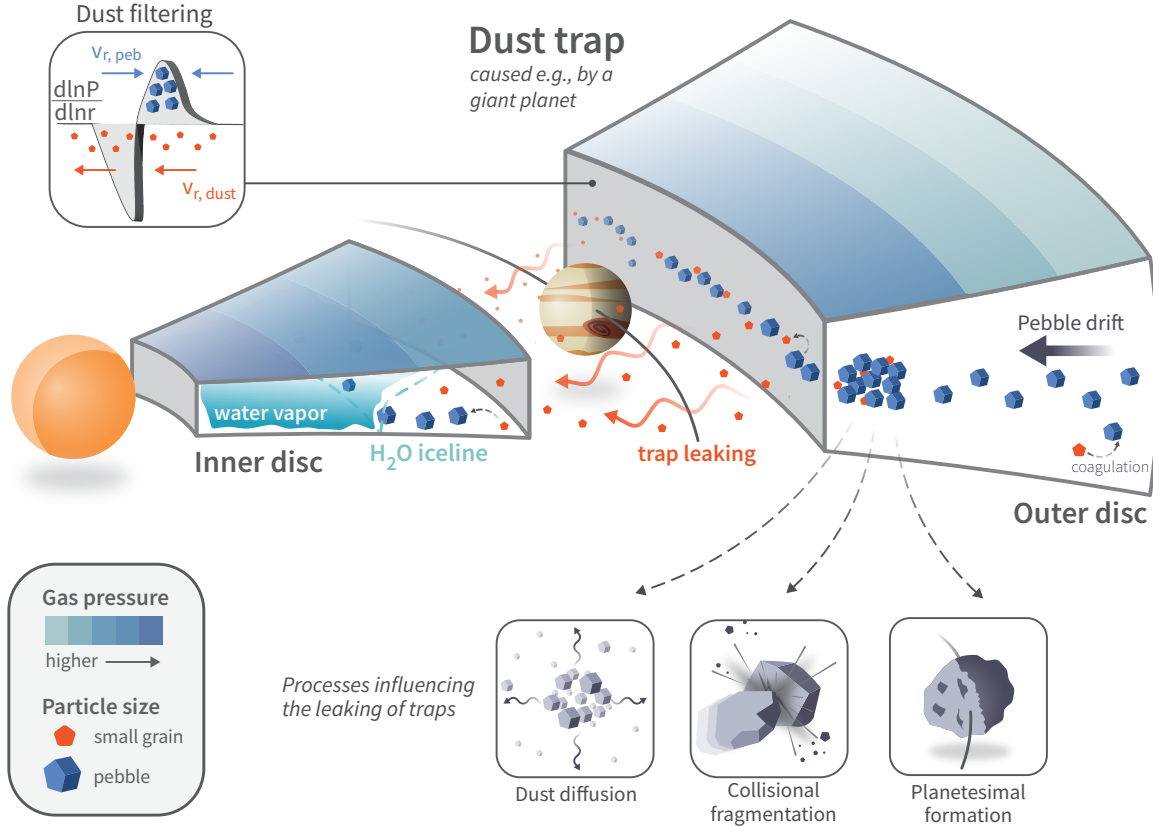 Dust filtering
v r, peb
dlnP
dlnr
v r, dust
Dust trap
caused e.g., by a
giant planet
Pebble drift
coagulation
Outer disc
water vapor
Inner disc
H2O iceline
trap leaking
Gas pressure
higher
Particle size
small grain
pebble
Processes influencing
the leaking of traps
Dust diffusion
Collisional
fragmentation
Planetesimal
formation